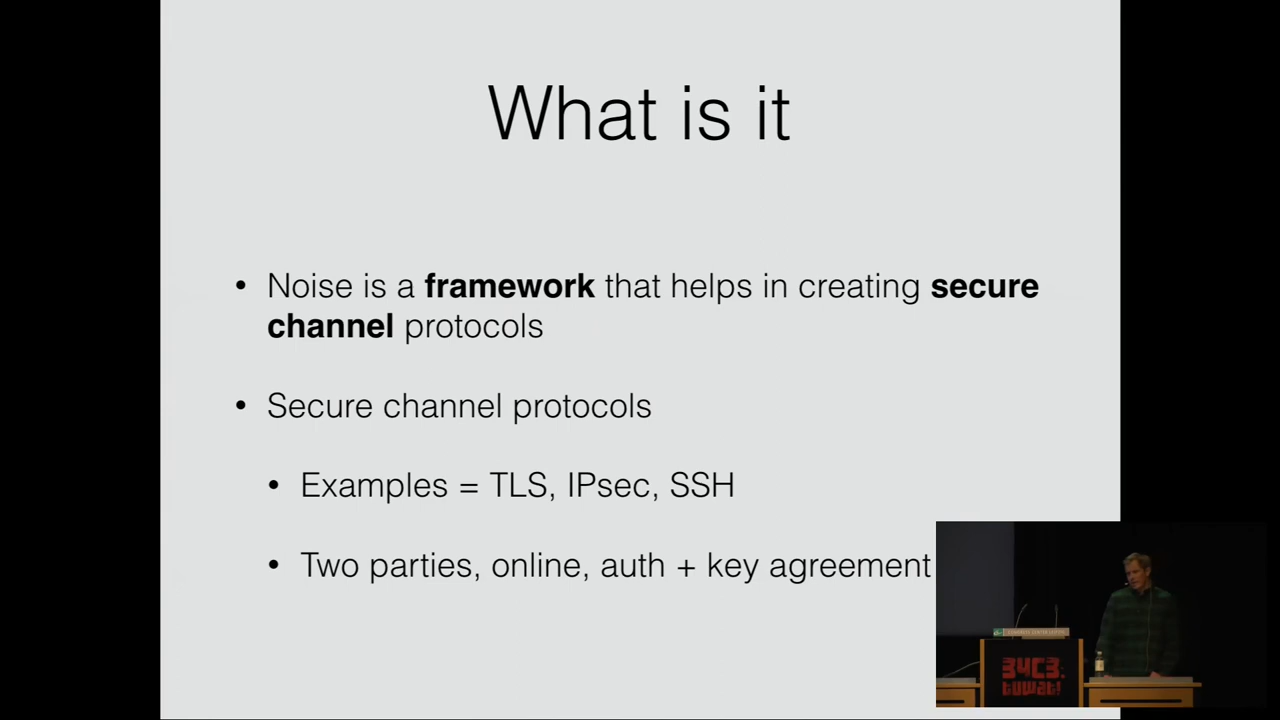 What is it
• Noise is a framework that helps in creating secure
channel protocols
• Secure channel protocols
• Examples = TLS, IPsec, SSH
• Two parties, online, auth + key agreement
34C3:
tuwat!